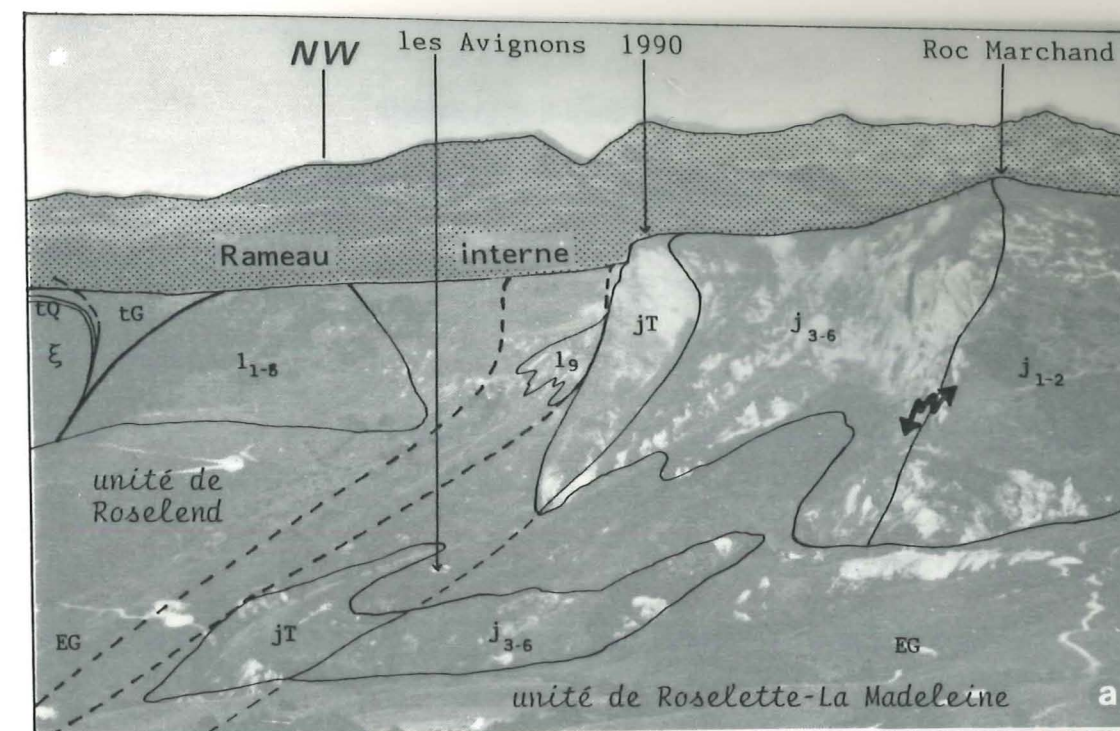 NW
les Avignons
1990
Roc Marchand
Rameau interne
tQ
tG
ξ
l1-8
l9
jT
j3-6
j1-2
unité de
Roselend
EG
jT
j3-6
EG
unité de Roselette-La Madeleine
a